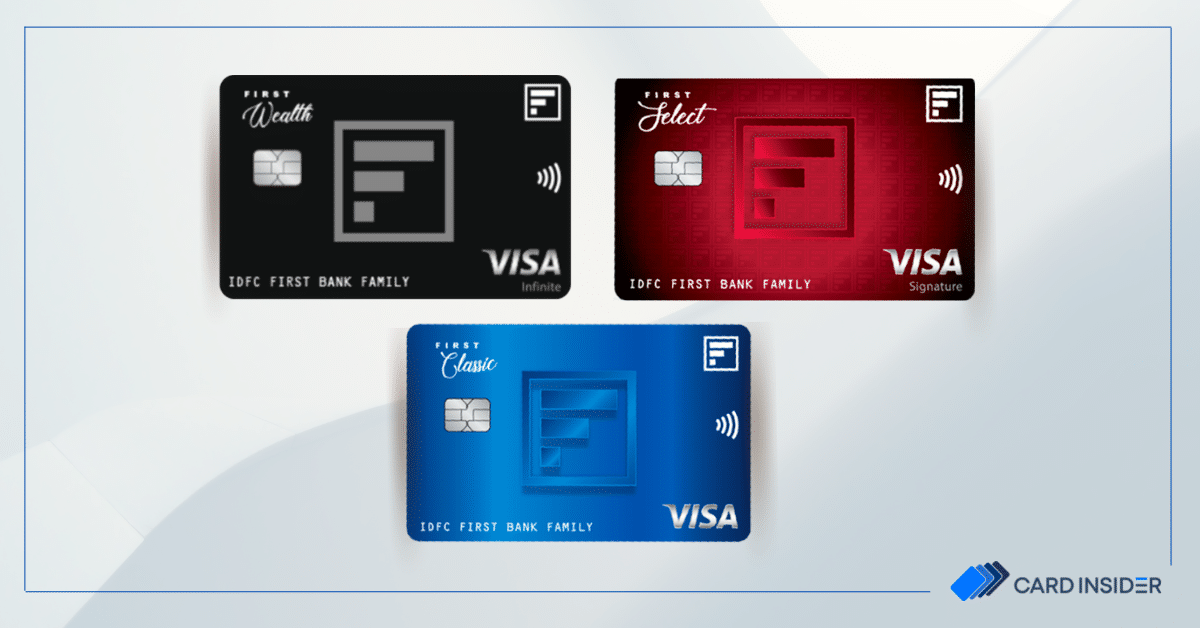 FIRST
Wealth
VISA
Infinite
IDFC FIRST BANK FAMILY
FIRST
Select
VISA
Signature
IDFC FIRST BANK FAMILY
FIRST
Classic
VISA
IDFC FIRST BANK FAMILY
CARD INSIDER